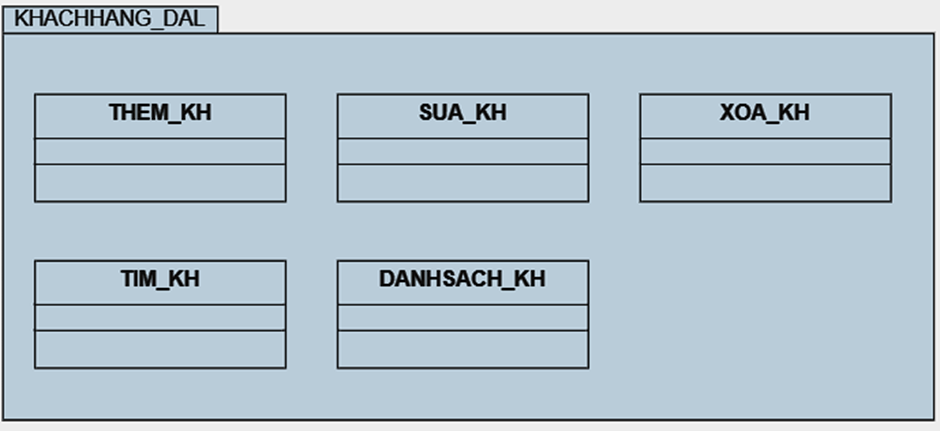 KHACHHANG_DAL
THEM_KH
SUA_KH
XOA_KH
TIM_KH
DANHSACH_KH